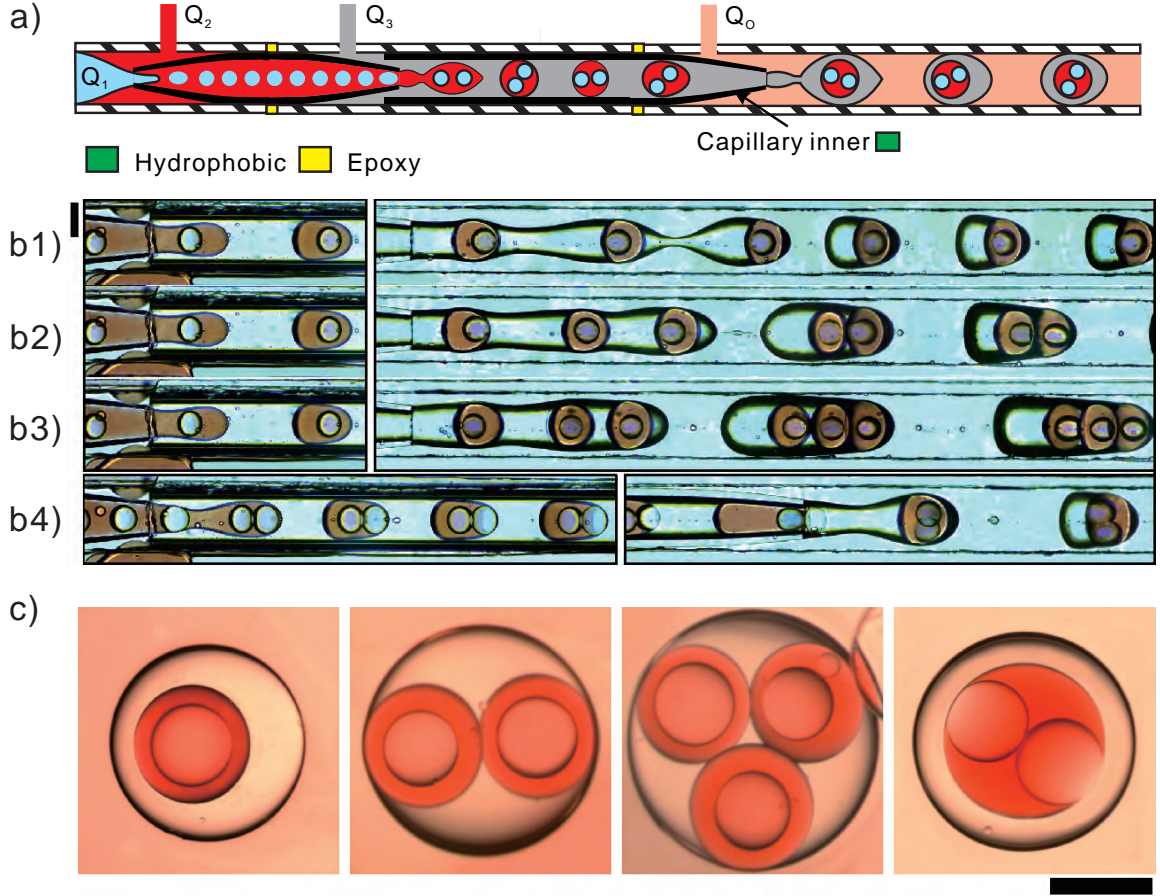 a)
Q₂
Q₃
Qₒ
Q₁
Capillary inner
Hydrophobic
Epoxy
b1)
b2)
b3)
b4)
c)